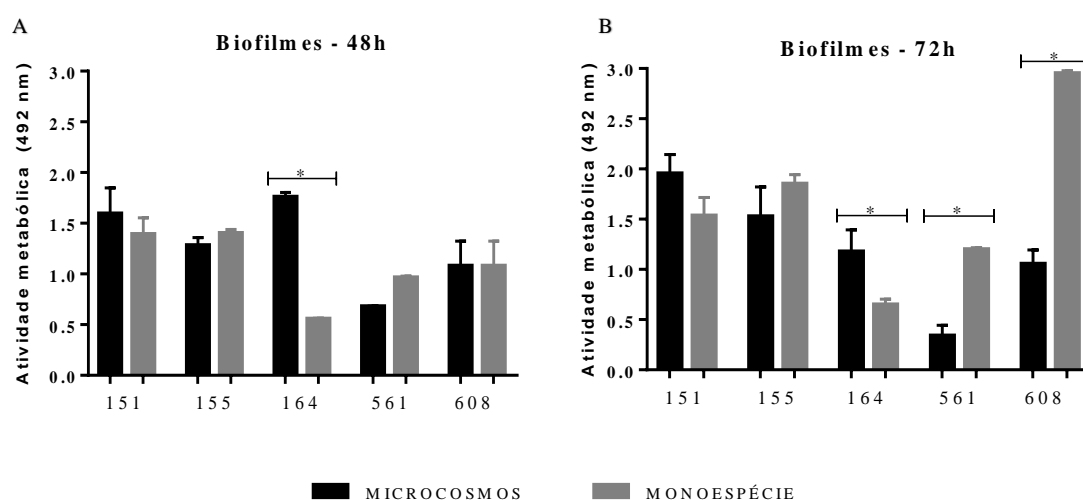 A
Biofilmes - 48h
Atividade metabólica (492 nm)
3.0
2.5
2.0
1.5
1.0
0.5
0.0
*
151 155 164 561 608
B
Biofilmes - 72h
Atividade metabólica (492 nm)
3.0
2.5
2.0
1.5
1.0
0.5
0.0
* * *
151 155 164 561 608
MICROCOSMOS MONOESPÉCIE